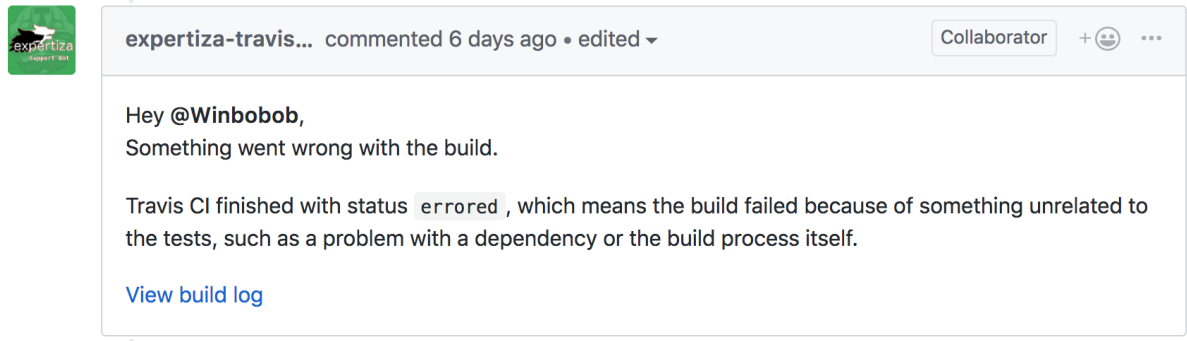 expertiza
Support Bot
expertiza-travis... commented 6 days ago • edited
Collaborator
Hey @Winbobob,
Something went wrong with the build.
Travis CI finished with status errored, which means the build failed because of something unrelated to
the tests, such as a problem with a dependency or the build process itself.
View build log